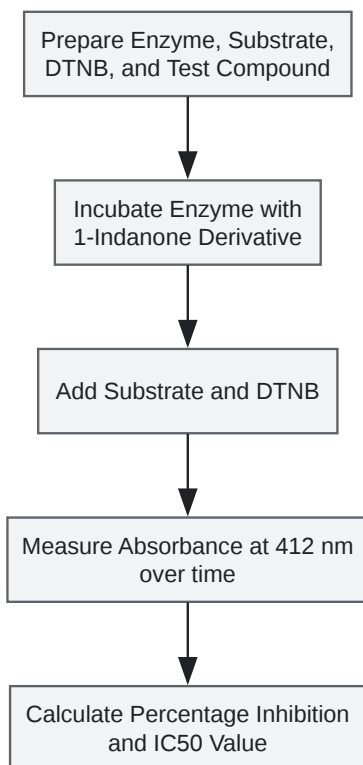 Prepare Enzyme, Substrate,
DTNB, and Test Compound
Incubate Enzyme with
1-Indanone Derivative
Add Substrate and DTNB
Measure Absorbance at 412 nm
over time
Calculate Percentage Inhibition
and IC50 Value